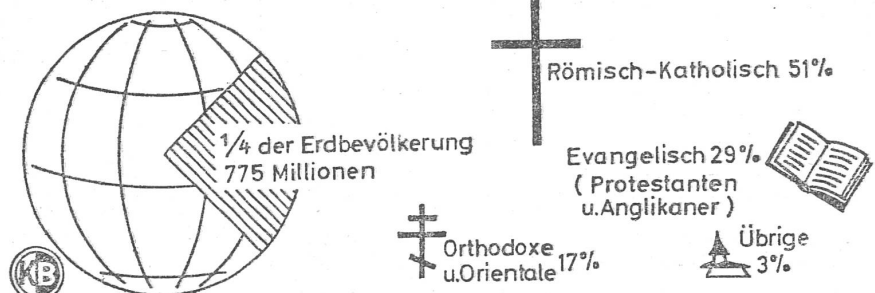 Römisch-Katholisch 51%
1/4 der Erdbevölkerung
775 Millionen
Evangelisch 29%
( Protestanten
u.Anglikaner )
Orthodoxe
u.Orientale 17%
Übrige
3%
KB